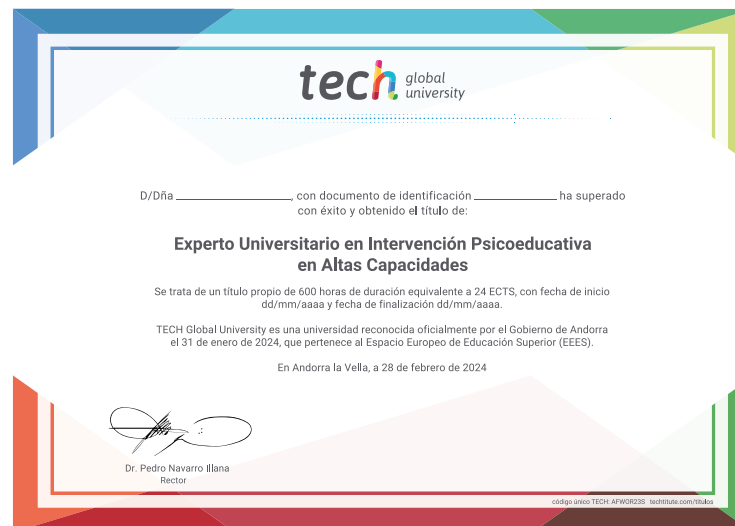 tech global university
D/Dña ______________, con documento de identificación ______________ ha superado
con éxito y obtenido el título de:
Experto Universitario en Intervención Psicoeducativa
en Altas Capacidades
Se trata de un título propio de 600 horas de duración equivalente a 24 ECTS, con fecha de inicio
dd/mm/aaaa y fecha de finalización dd/mm/aaaa.
TECH Global University es una universidad reconocida oficialmente por el Gobierno de Andorra
el 31 de enero de 2024, que pertenece al Espacio Europeo de Educación Superior (EEES).
En Andorra la Vella, a 28 de febrero de 2024
Dr. Pedro Navarro Illana
Rector
código único TECH: AFWOR23S techtitute.com/titulos